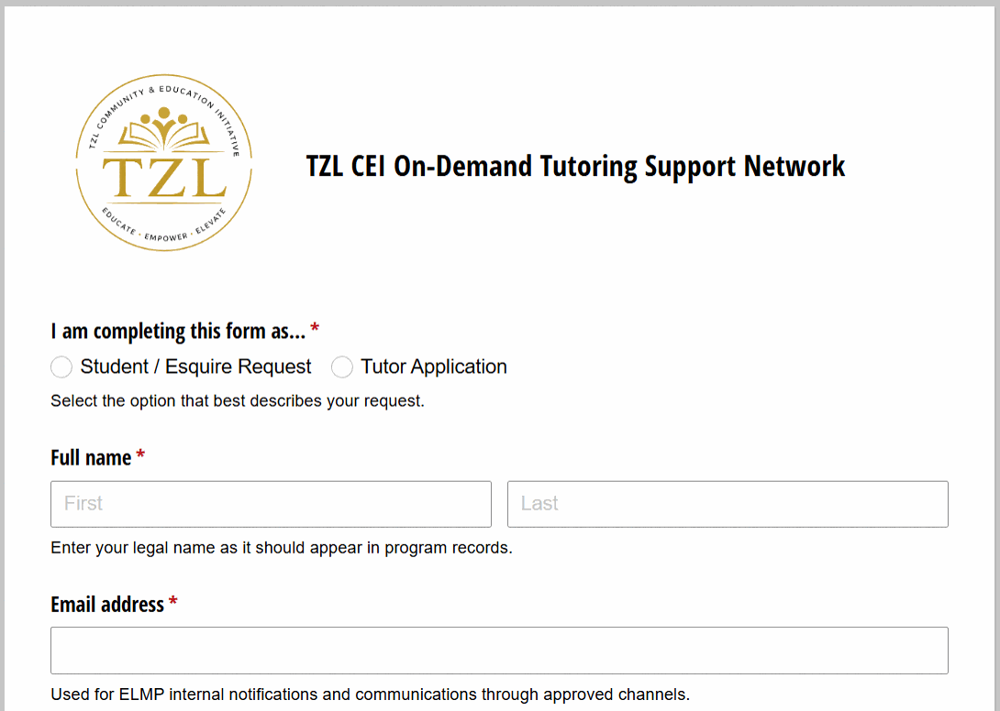 TZL COMMUNITY & EDUCATION INITIATIVE
TZL
EDUCATE · EMPOWER · ELEVATE
TZL CEI On-Demand Tutoring Support Network
I am completing this form as... *
Student / Esquire Request Tutor Application
Select the option that best describes your request.
Full name *
First Last
Enter your legal name as it should appear in program records.
Email address *
Used for ELMP internal notifications and communications through approved channels.